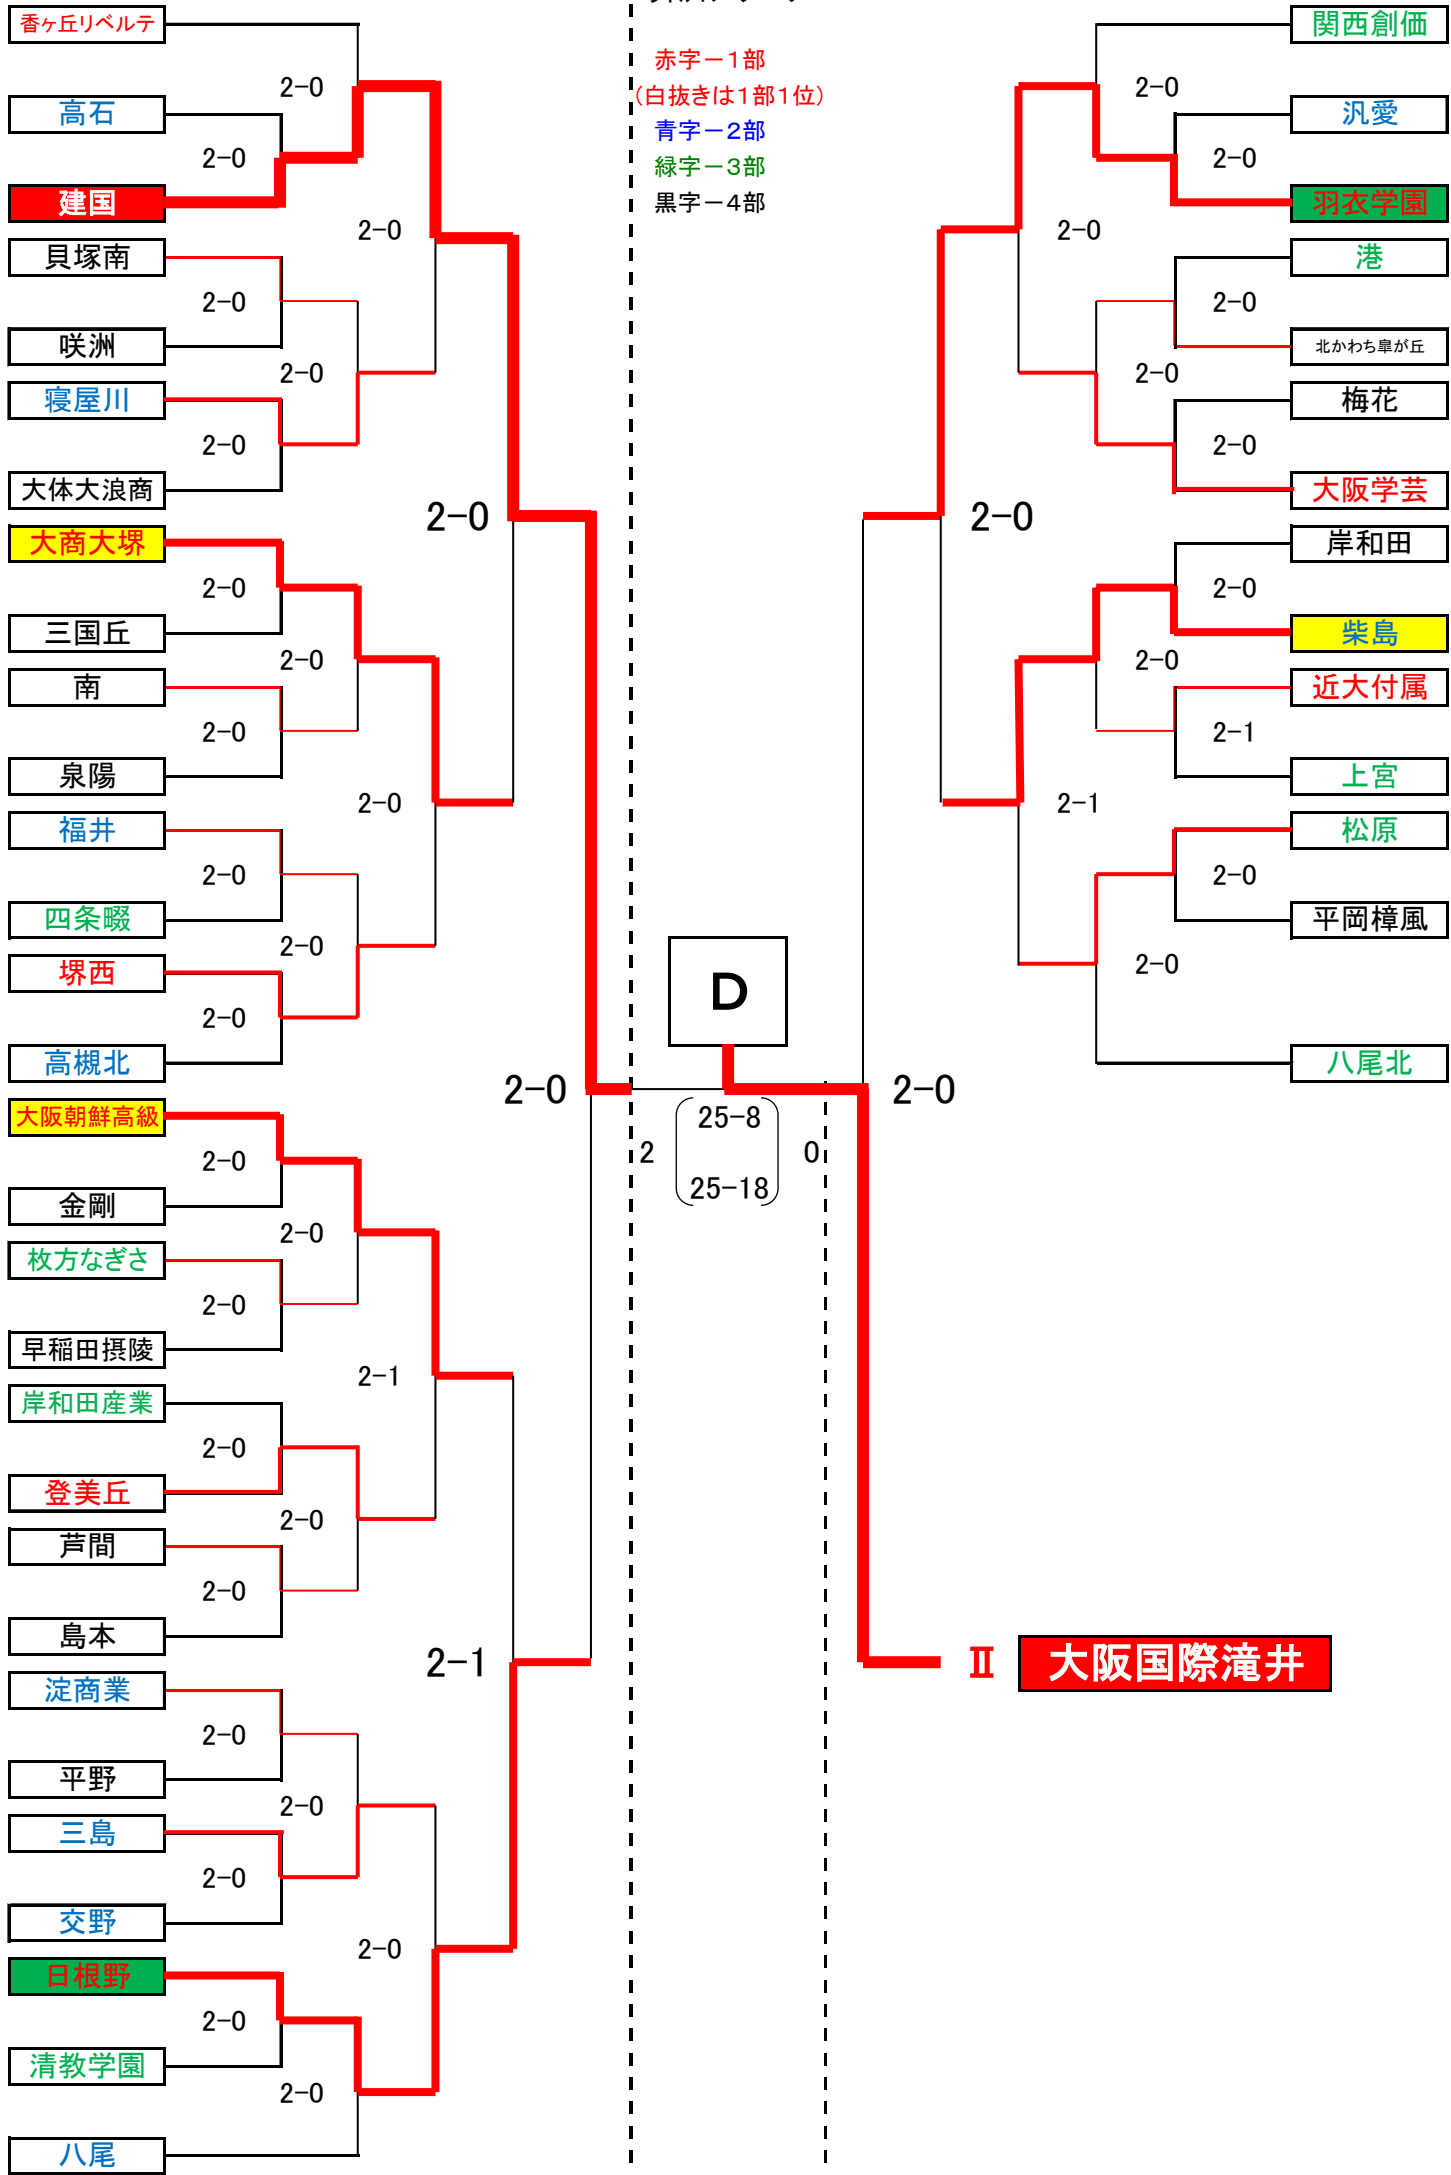 香ヶ丘リベルテ
2-0
高石
2-0
建国
2-0
貝塚南
2-0
咲洲
2-0
寝屋川
2-0
大体大浪商
2-0
大商大堺
2-0
三国丘
2-0
南
2-0
泉陽
2-0
福井
2-0
四条畷
2-0
堺西
2-0
高槻北
2-0
大阪朝鮮高級
2-0
金剛
2-0
枚方なぎさ
2-0
早稲田摂陵
2-1
岸和田産業
2-0
登美丘
2-0
芦間
2-0
島本
2-1
淀商業
2-0
平野
2-0
三島
2-0
交野
2-0
日根野
2-0
清教学園
2-0
八尾
赤字－1部
(白抜きは1部1位)
青字－2部
緑字－3部
黒字－4部
D
25-8
2
0
25-18
関西創価
2-0
汎愛
2-0
羽衣学園
2-0
港
2-0
北かわち皐が丘
2-0
梅花
2-0
大阪学芸
2-0
岸和田
2-0
柴島
2-0
近大付属
2-1
上宮
2-1
松原
2-0
平岡樟風
2-0
八尾北
2-0
Ⅱ
大阪国際滝井